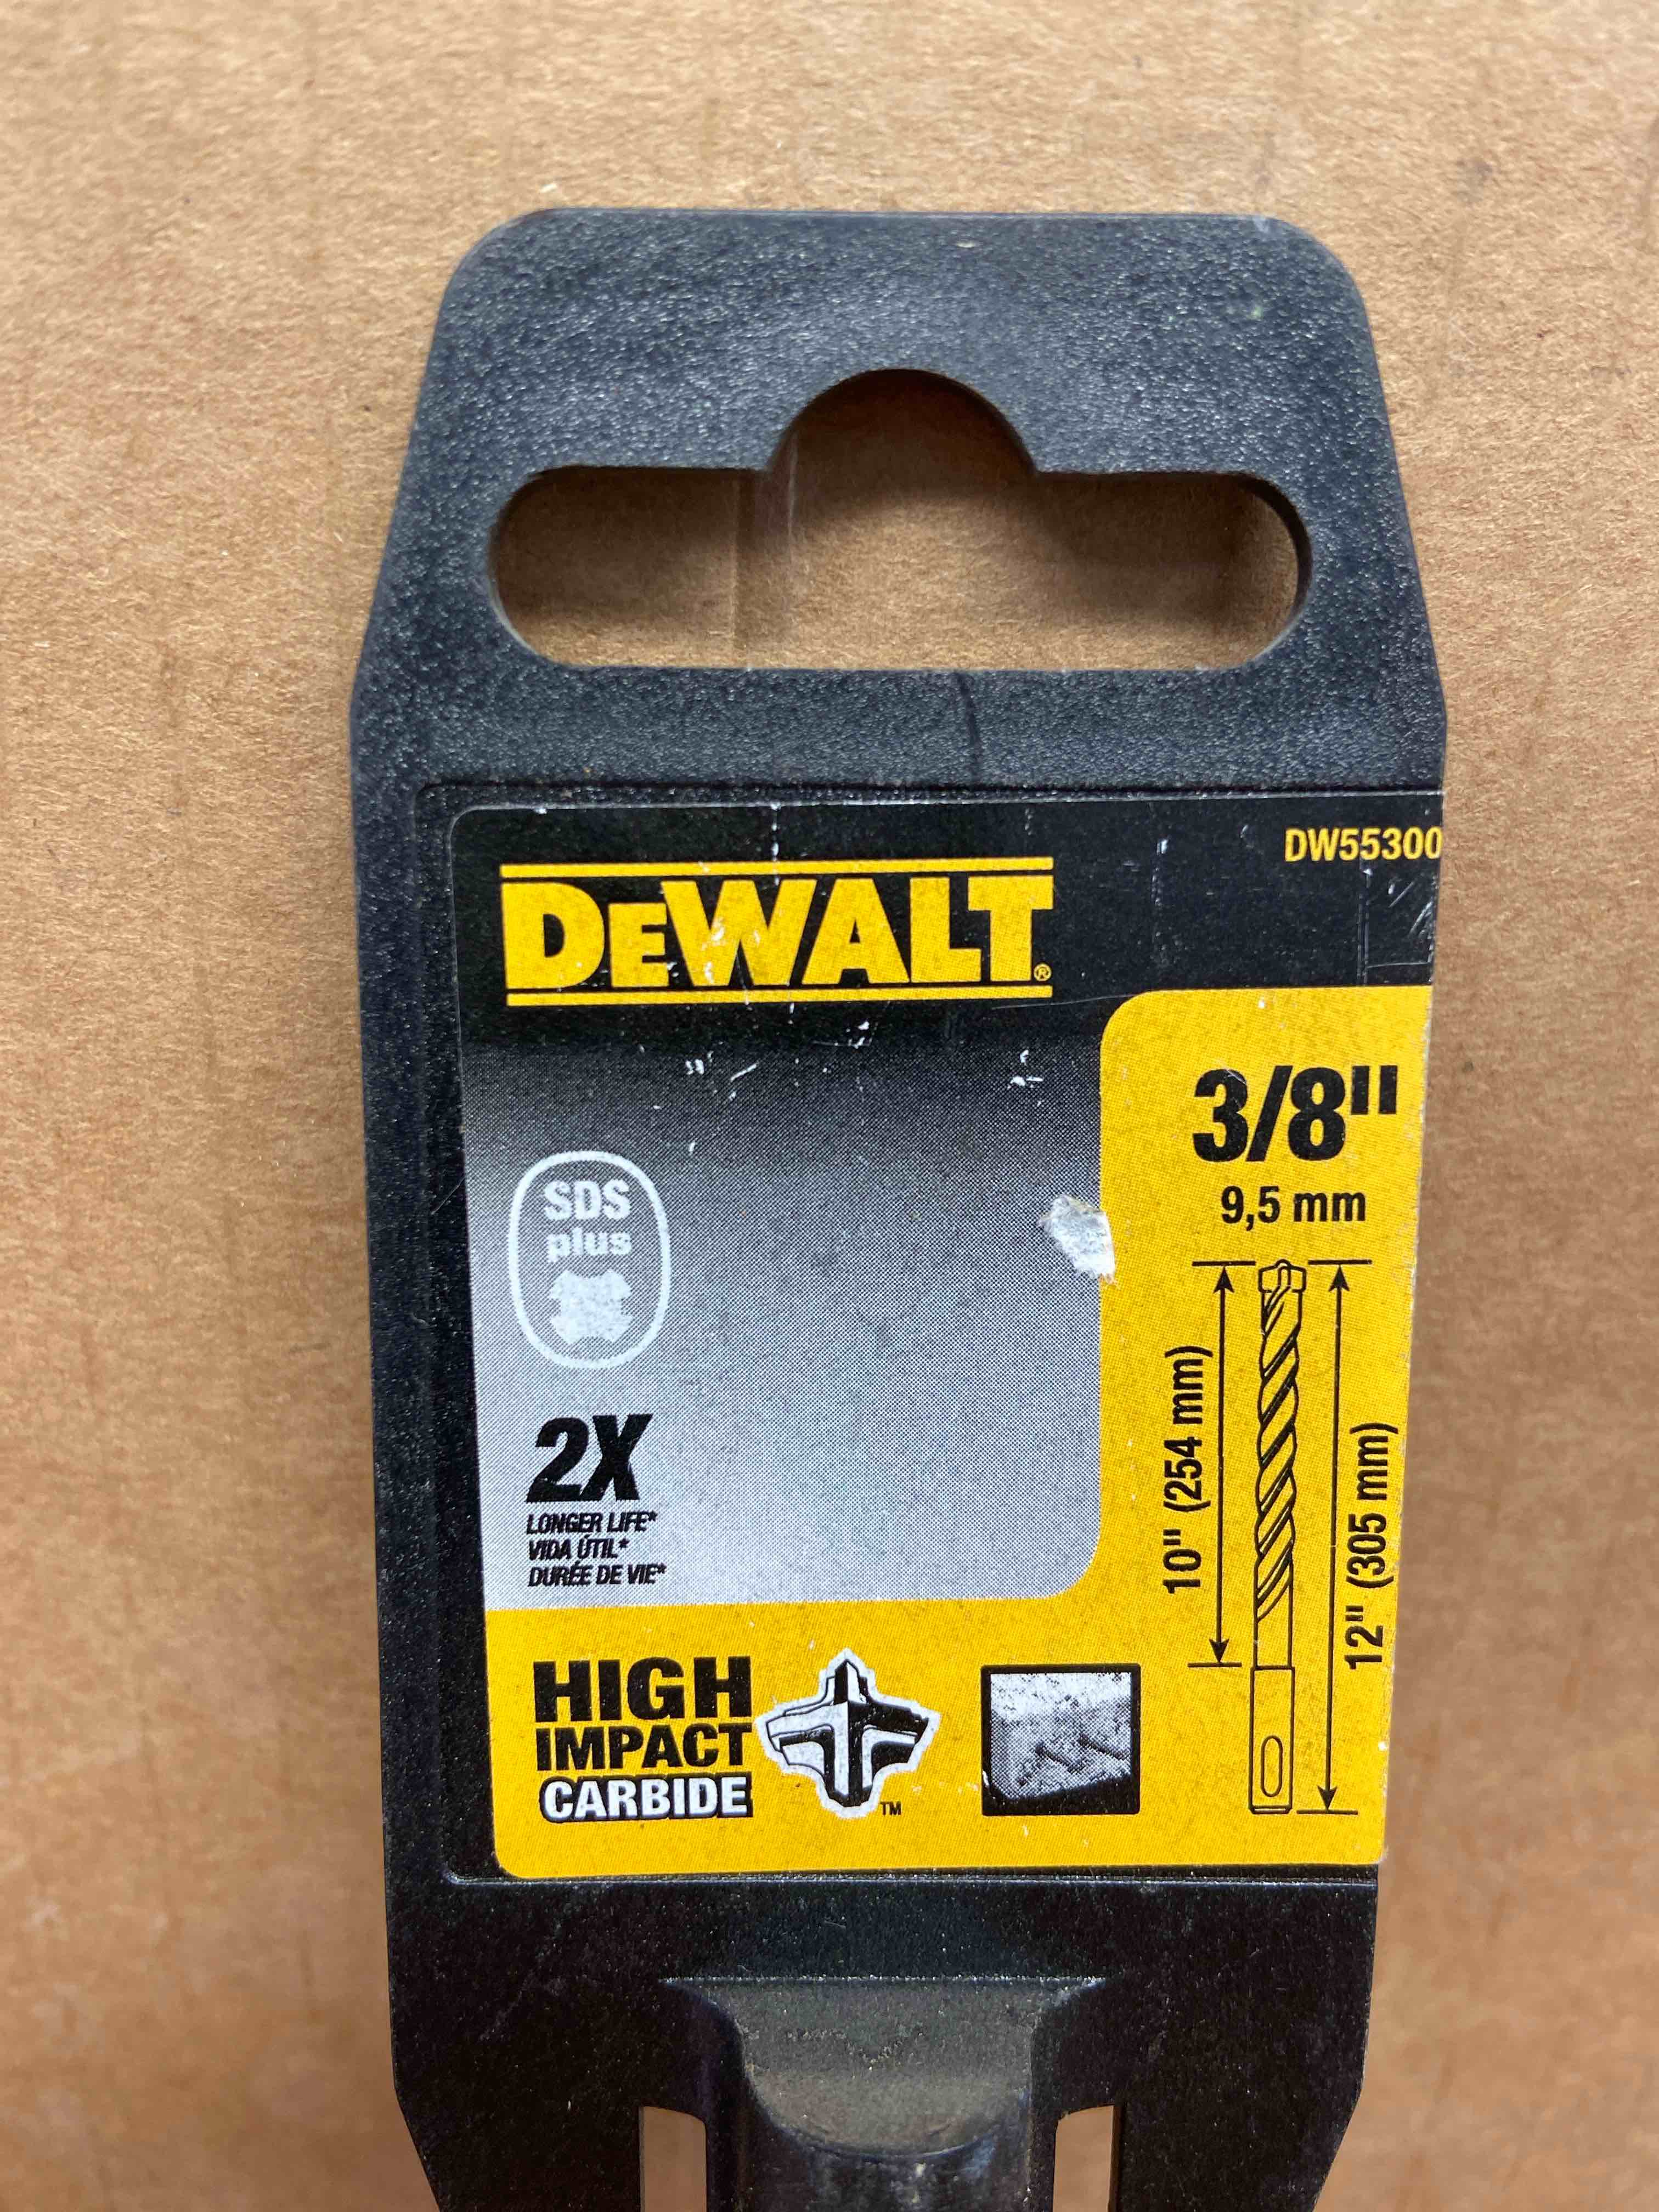 DW55300
DEWALT®
3/8"
9,5 mm
SDS
plus
10" (254 mm)
12" (305 mm)
2X
LONGER LIFE*
VIDA ÚTIL*
DURÉE DE VIE*
HIGH
IMPACT
CARBIDE
TM